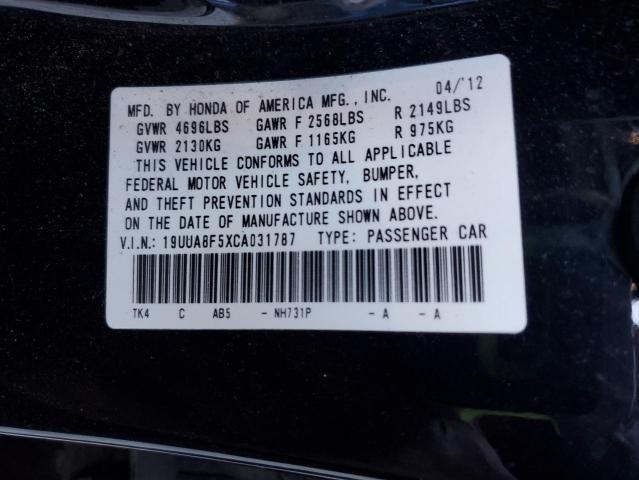 MFD. BY HONDA OF AMERICA MFG., INC. 04/'12
GVWR 4696LBS GAWR F 2568LBS R 2149LBS
GVWR 2130KG GAWR F 1165KG R 975KG
THIS VEHICLE CONFORMS TO ALL APPLICABLE
FEDERAL MOTOR VEHICLE SAFETY, BUMPER,
AND THEFT PREVENTION STANDARDS IN EFFECT
ON THE DATE OF MANUFACTURE SHOWN ABOVE.
V.I.N.: 19UUA8F5XCA031787 TYPE: PASSENGER CAR
TK4 C AB5 - NH731P - A - A